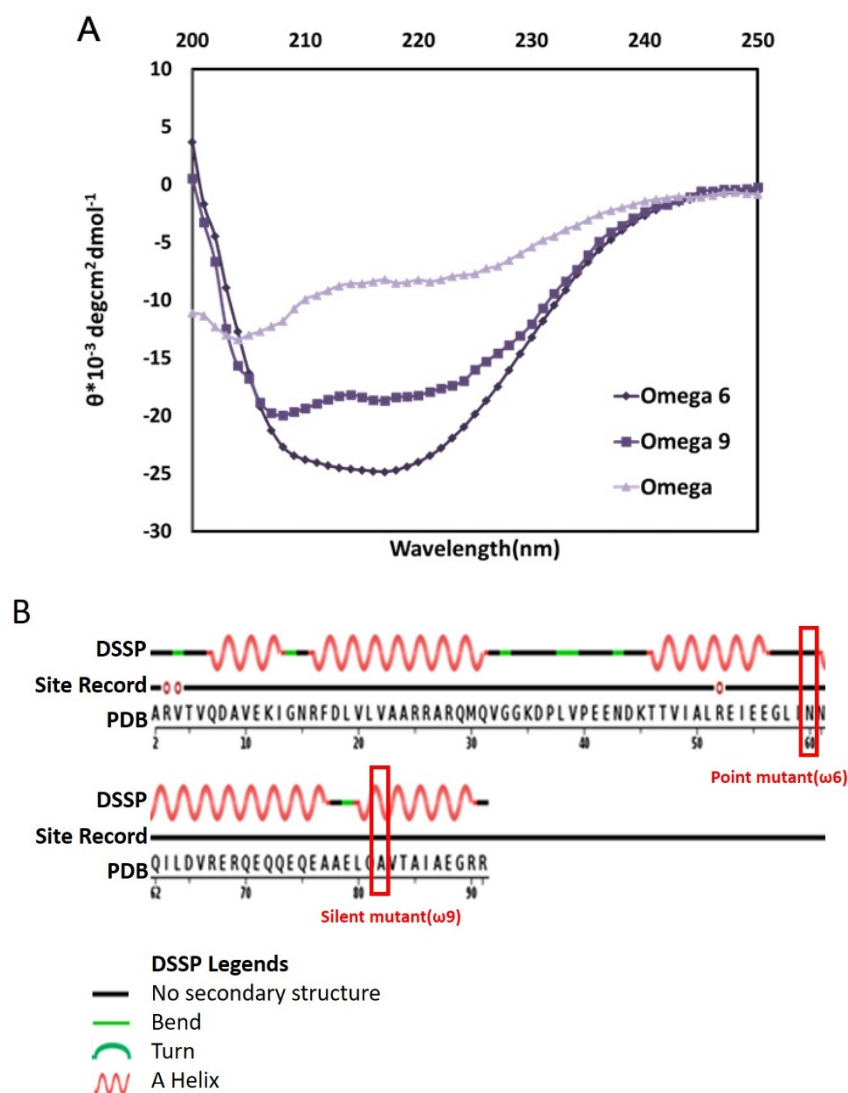 A
200 210 220 230 240 250
10
5
0
-5
-10
-15
-20
-25
-30
θ*10⁻³ degcm² dmol⁻¹
Omega 6
Omega 9
Omega
Wavelength(nm)
B
DSSP
Site Record
PDB
ARVTVQDAVEKIGNRFDLVLVAARRARQMQVGGKDPLVPEENDKTTVIALREIEEGLINN
2 10 20 30 40 50 60
Point mutant(ω6)
DSSP
Site Record
PDB
QILDVRERQEQQEQEAAELQAVTAIAEGRR
62 70 80 90
Silent mutant(ω9)
DSSP Legends
No secondary structure
Bend
Turn
A Helix